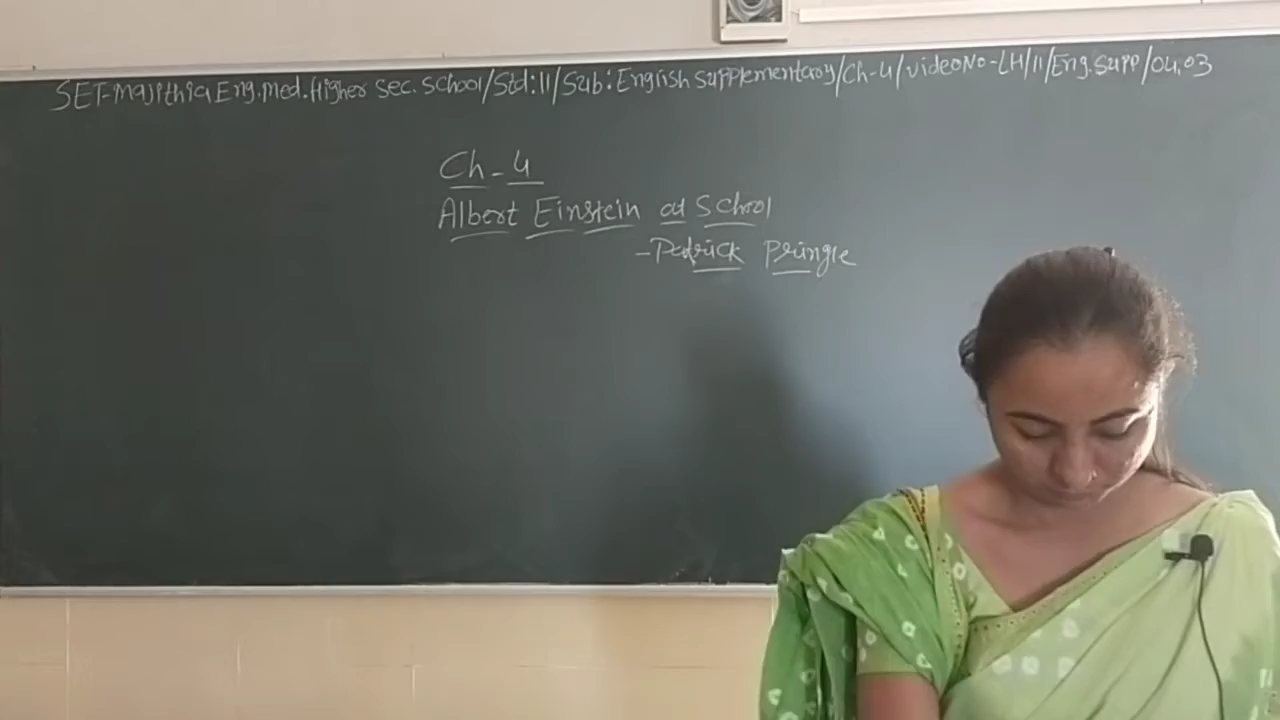 SET-Majithia Eng.med.Higher sec. school/Std:11/Sub: English supplementary/Ch-4/videoNo-LH/11/Eng.Supp/04.03
Ch-4
Albert Einstein at School
-Patrick Pringle